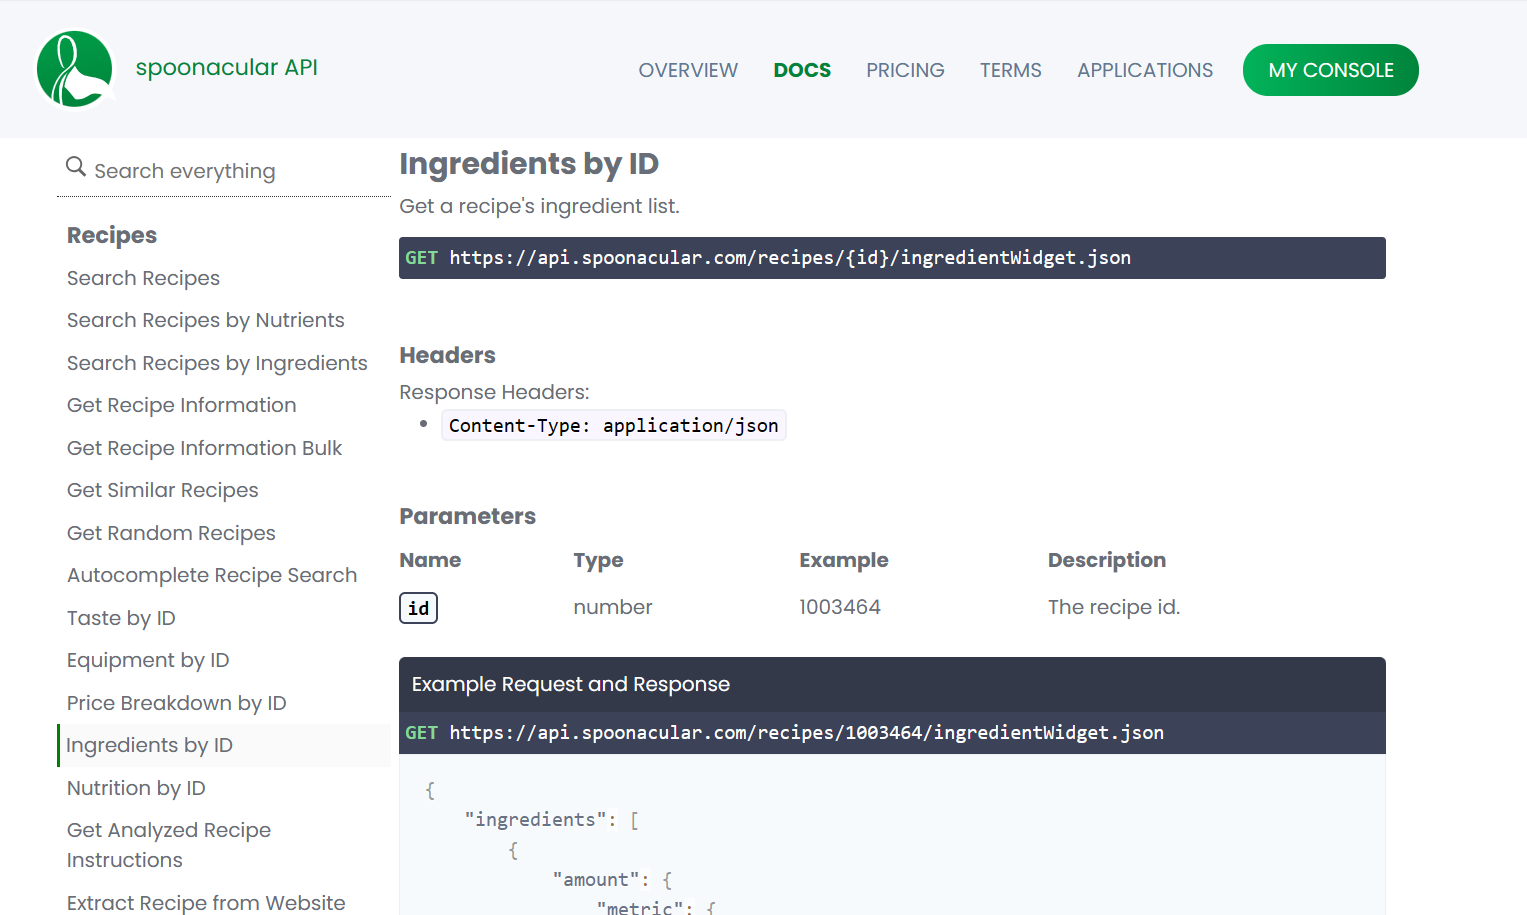 spoonacular API
OVERVIEW
DOCS
PRICING
TERMS
APPLICATIONS
MY CONSOLE
Search everything
Recipes
Search Recipes
Search Recipes by Nutrients
Search Recipes by Ingredients
Get Recipe Information
Get Recipe Information Bulk
Get Similar Recipes
Get Random Recipes
Autocomplete Recipe Search
Taste by ID
Equipment by ID
Price Breakdown by ID
Ingredients by ID
Nutrition by ID
Get Analyzed Recipe
Instructions
Extract Recipe from Website
Ingredients by ID
Get a recipe's ingredient list.
GET https://api.spoonacular.com/recipes/{id}/ingredientWidget.json
Headers
Response Headers:
• Content-Type: application/json
Parameters
Name Type Example Description
id number 1003464 The recipe id.
Example Request and Response
GET https://api.spoonacular.com/recipes/1003464/ingredientWidget.json
{
"ingredients": [
{
"amount": {
"metric": {